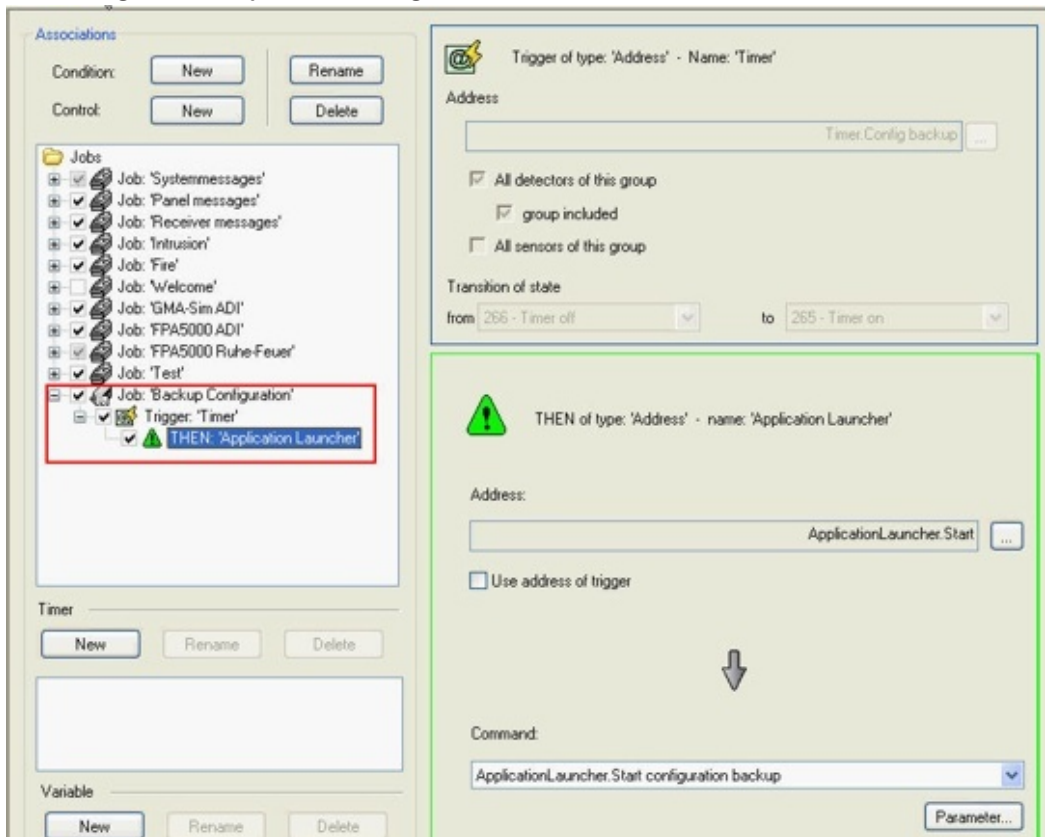 Associations
Condition: New Rename
Control: New Delete
Jobs
Job: 'Systemmessages'
Job: 'Panel messages'
Job: 'Receiver messages'
Job: 'Intrusion'
Job: 'Fire'
Job: 'Welcome'
Job: 'GMA-Sim ADI'
Job: 'FPA5000 ADI'
Job: 'FPA5000 Ruhe-Feuer'
Job: 'Test'
Job: 'Backup Configuration'
Trigger: 'Timer'
THEN: 'Application Launcher'
Timer
New Rename Delete
Variable
New Rename Delete
Trigger of type: 'Address' - Name: 'Timer'
Address
Timer.Config backup ...
All detectors of this group
group included
All sensors of this group
Transition of state
from 266 - Timer off to 265 - Timer on
THEN of type: 'Address' - name: 'Application Launcher'
Address:
ApplicationLauncher.Start ...
Use address of trigger
Command:
ApplicationLauncher.Start configuration backup
Parameter...